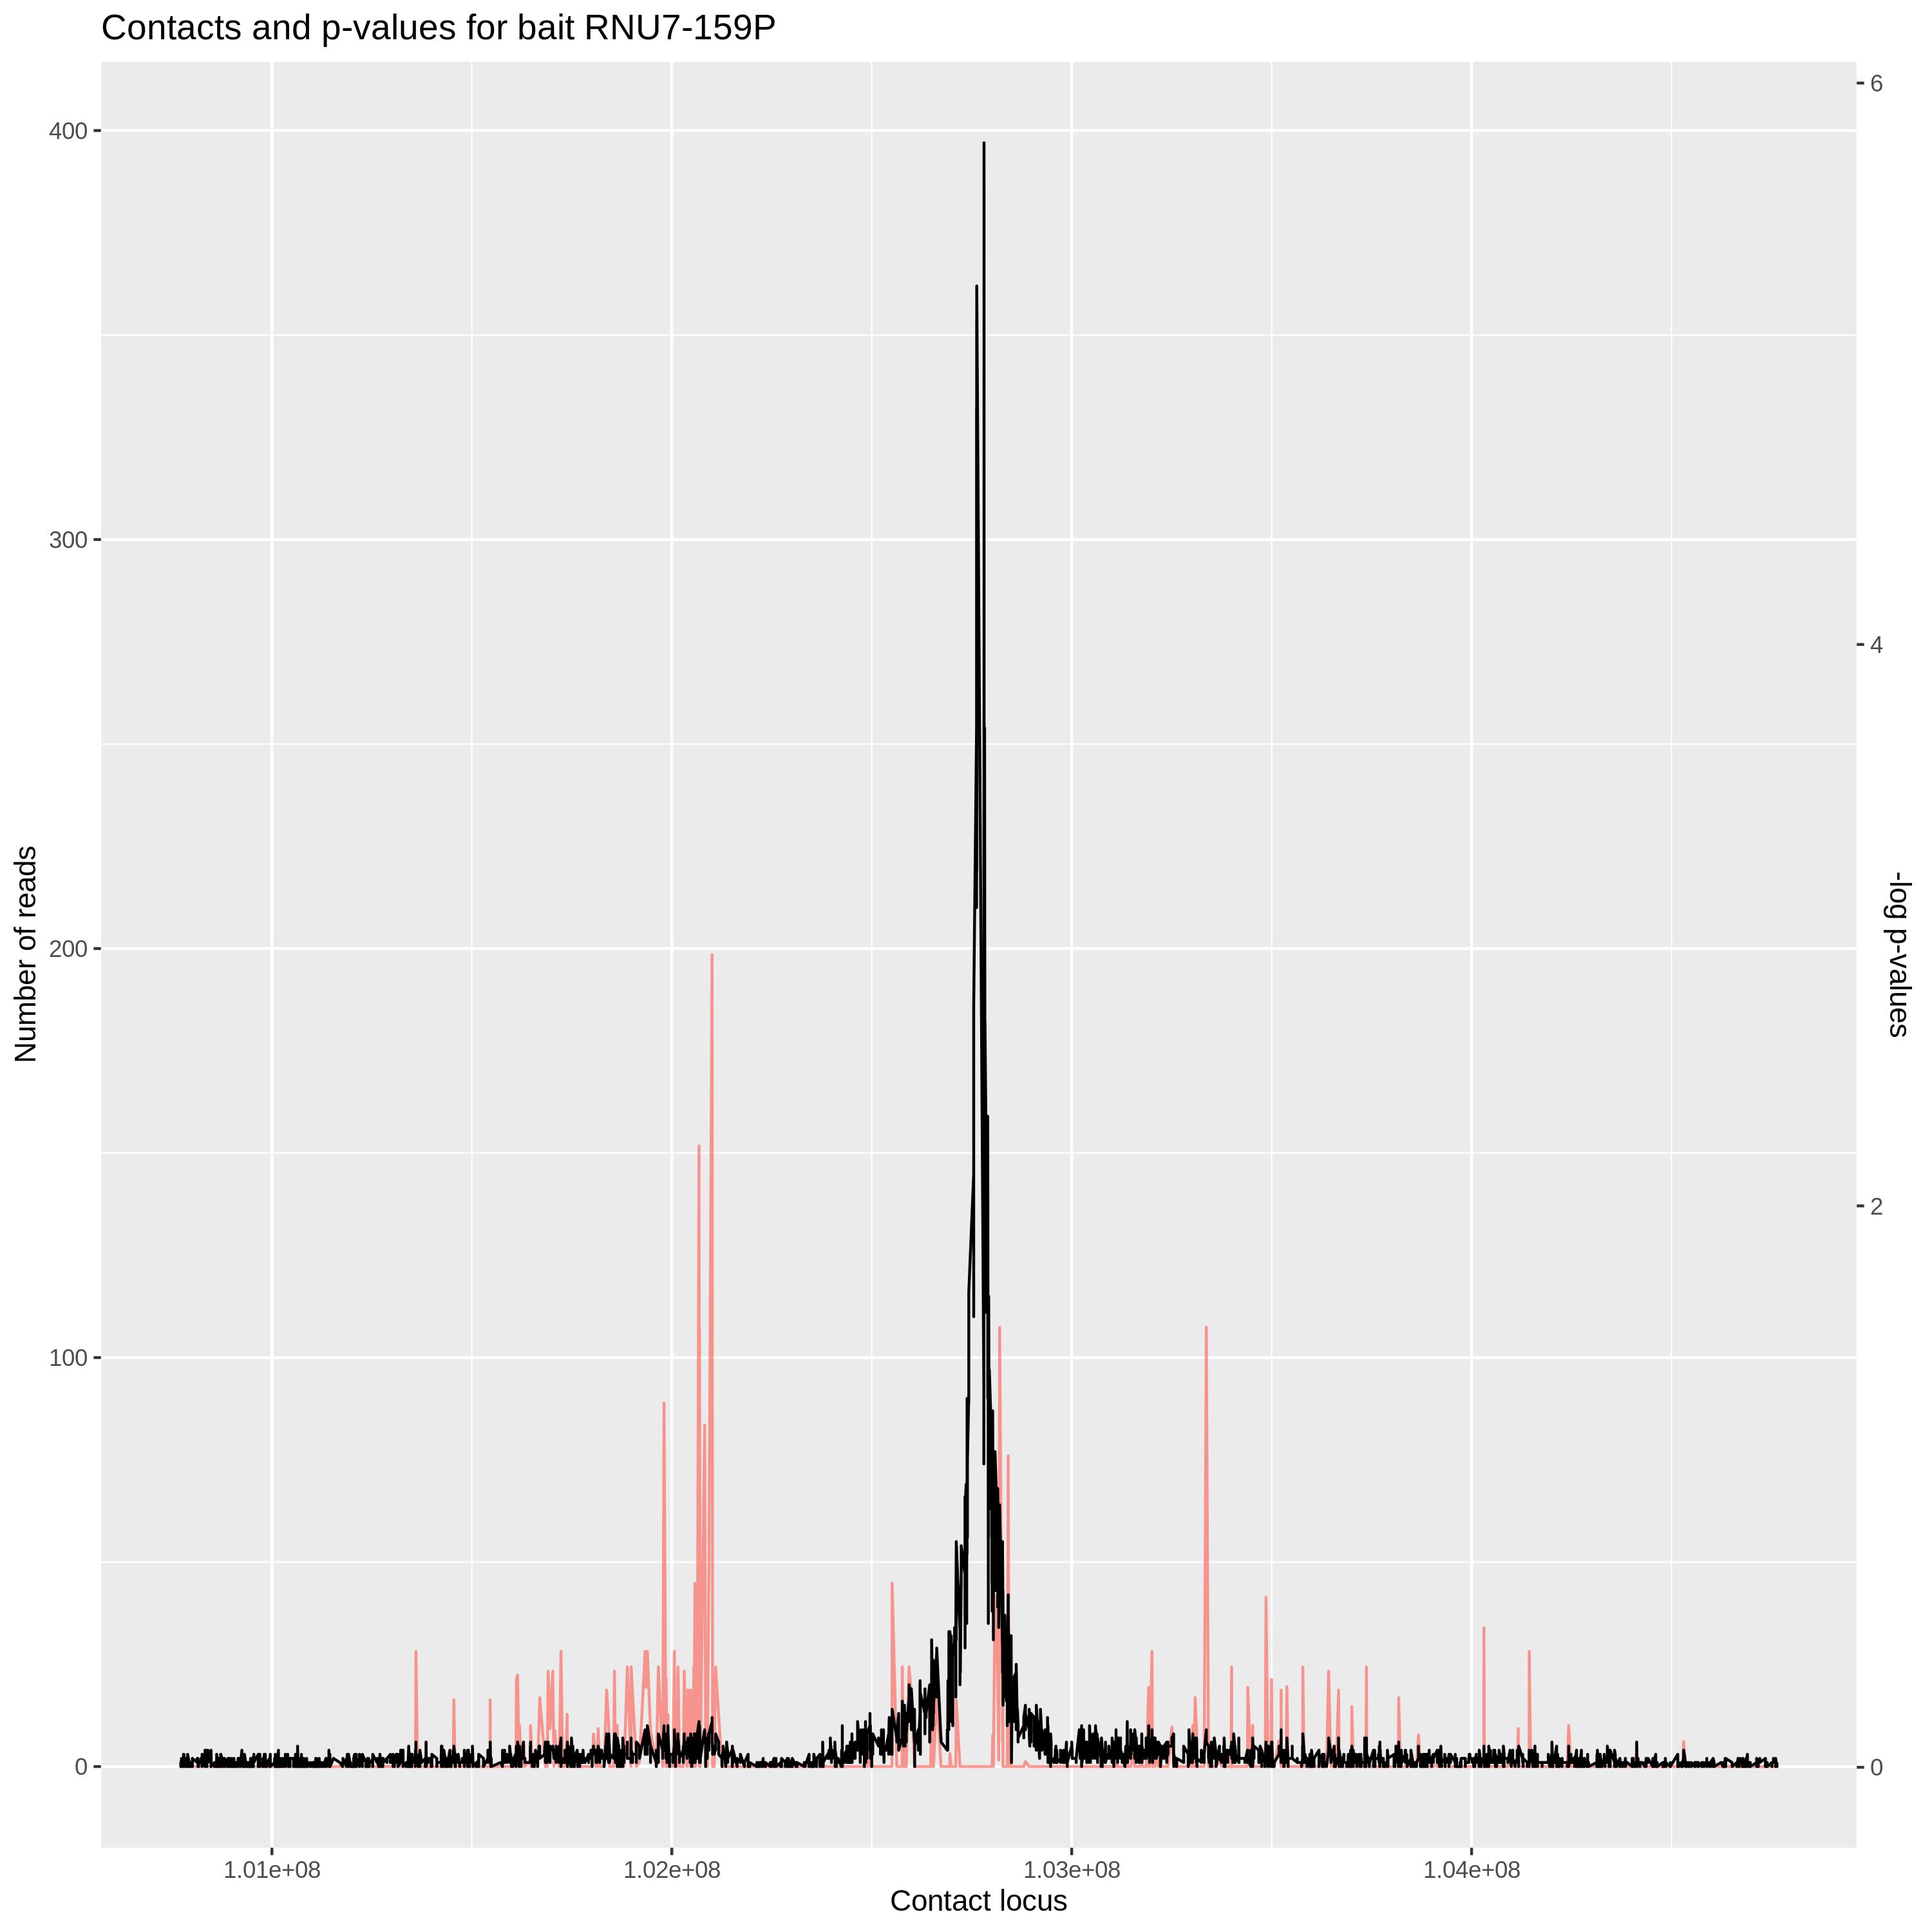 Contacts and p-values for bait RNU7-159P
Number of reads
400
300
200
100
0
6
4
2
0
-log p-values
1.01e+08
1.02e+08
1.03e+08
1.04e+08
Contact locus